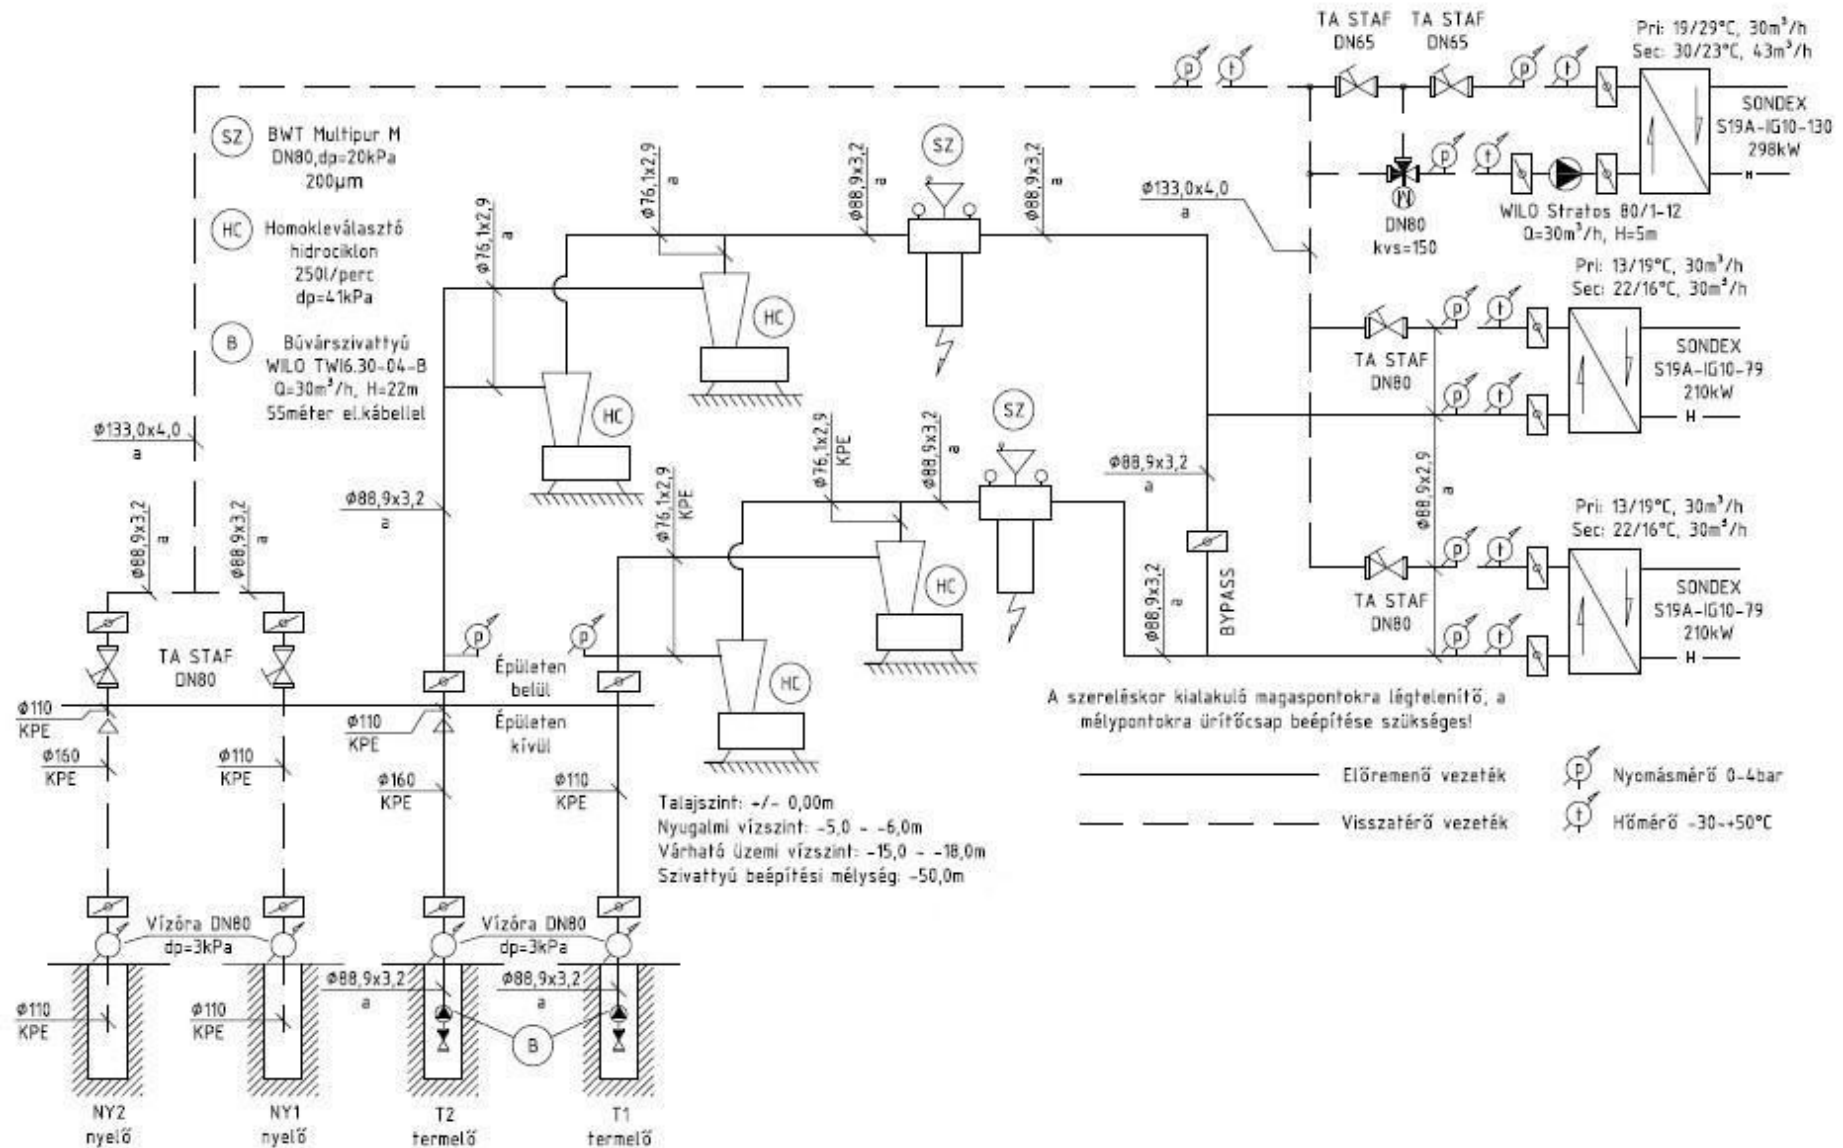 TA STAF
DN65
TA STAF
DN65
Pri: 19/29°C, 30m³/h
Sec: 30/23°C, 43m³/h
p
t
p
t
SONDEX
S19A-IG10-130
298kW
H
SZ
BWT Multipur M
DN80,dp=20kPa
200µm
HC
Homokleválasztó
hidrociklon
250l/perc
dp=41kPa
B
Búvárszivattyú
WILO TWI6.30-04-B
Q=30m³/h, H=22m
55méter el.kábellel
Ø76,1x2,9
a
Ø76,1x2,9
a
Ø88,9x3,2
a
SZ
Ø88,9x3,2
a
Ø133,0x4,0
a
p
t
M
DN80
kvs=150
WILO Stratos 80/1-12
Q=30m³/h, H=5m
Pri: 13/19°C, 30m³/h
Sec: 22/16°C, 30m³/h
p
t
TA STAF
DN80
SONDEX
S19A-IG10-79
210kW
H
p
t
HC
HC
Ø133,0x4,0
a
Ø88,9x3,2
a
Ø76,1x2,9
KPE
Ø76,1x2,9
KPE
Ø88,9x3,2
a
SZ
Ø88,9x3,2
a
Ø88,9x2,9
a
Pri: 13/19°C, 30m³/h
Sec: 22/16°C, 30m³/h
p
t
TA STAF
DN80
SONDEX
S19A-IG10-79
210kW
H
p
t
Ø88,9x3,2
a
Ø88,9x3,2
a
Ø88,9x3,2
a
BYPASS
HC
HC
p
p
TA STAF
DN80
Épületen
belül
Épületen
kívül
Ø110
KPE
Ø110
KPE
Ø160
KPE
Ø110
KPE
Ø160
KPE
Ø110
KPE
A szereléskor kialakuló magaspontokra légtelenítő, a
mélypontokra ürítőcsap beépítése szükséges!
Előremenő vezeték
p
Nyomásmérő 0-4bar
Visszatérő vezeték
t
Hőmérő -30-+50°C
Talajszint: +/- 0,00m
Nyugalmi vízszint: -5,0 - -6,0m
Várható üzemi vízszint: -15,0 - -18,0m
Szivattyú beépítési mélység: -50,0m
Vízóra DN80
dp=3kPa
Vízóra DN80
dp=3kPa
Ø110
KPE
Ø110
KPE
Ø88,9x3,2
a
Ø88,9x3,2
a
B
NY2
nyelő
NY1
nyelő
T2
termelő
T1
termelő